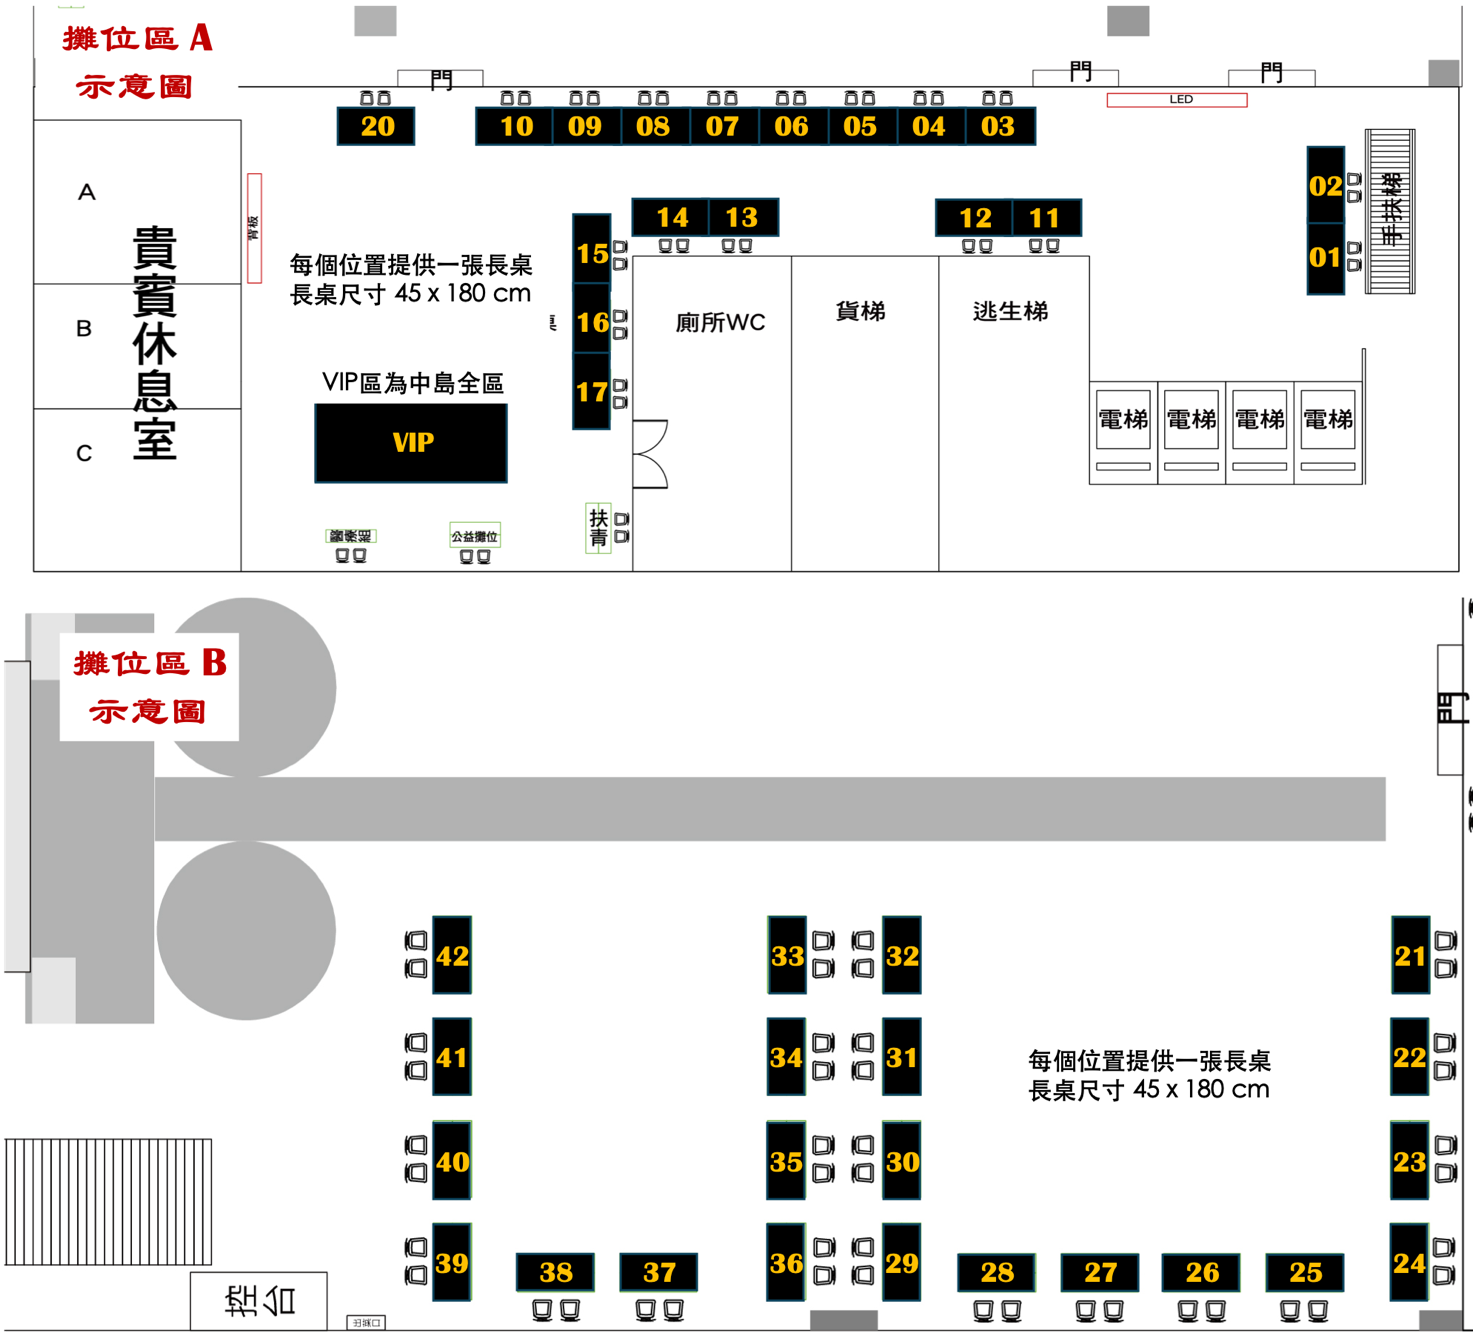 攤位區 A
示意圖
門
門
門
LED
20
10
09
08
07
06
05
04
03
02
01
手扶梯
A
B
C
貴賓休息室
背板
每個位置提供一張長桌
長桌尺寸 45 x 180 cm
14
13
12
11
15
16
17
廁所WC
貨梯
逃生梯
電梯
電梯
電梯
電梯
VIP區為中島全區
VIP
醫療組
公益攤位
扶青
攤位區 B
示意圖
門
42
33
32
21
41
34
31
22
每個位置提供一張長桌
長桌尺寸 45 x 180 cm
40
35
30
23
39
38
37
36
29
28
27
26
25
24
控台